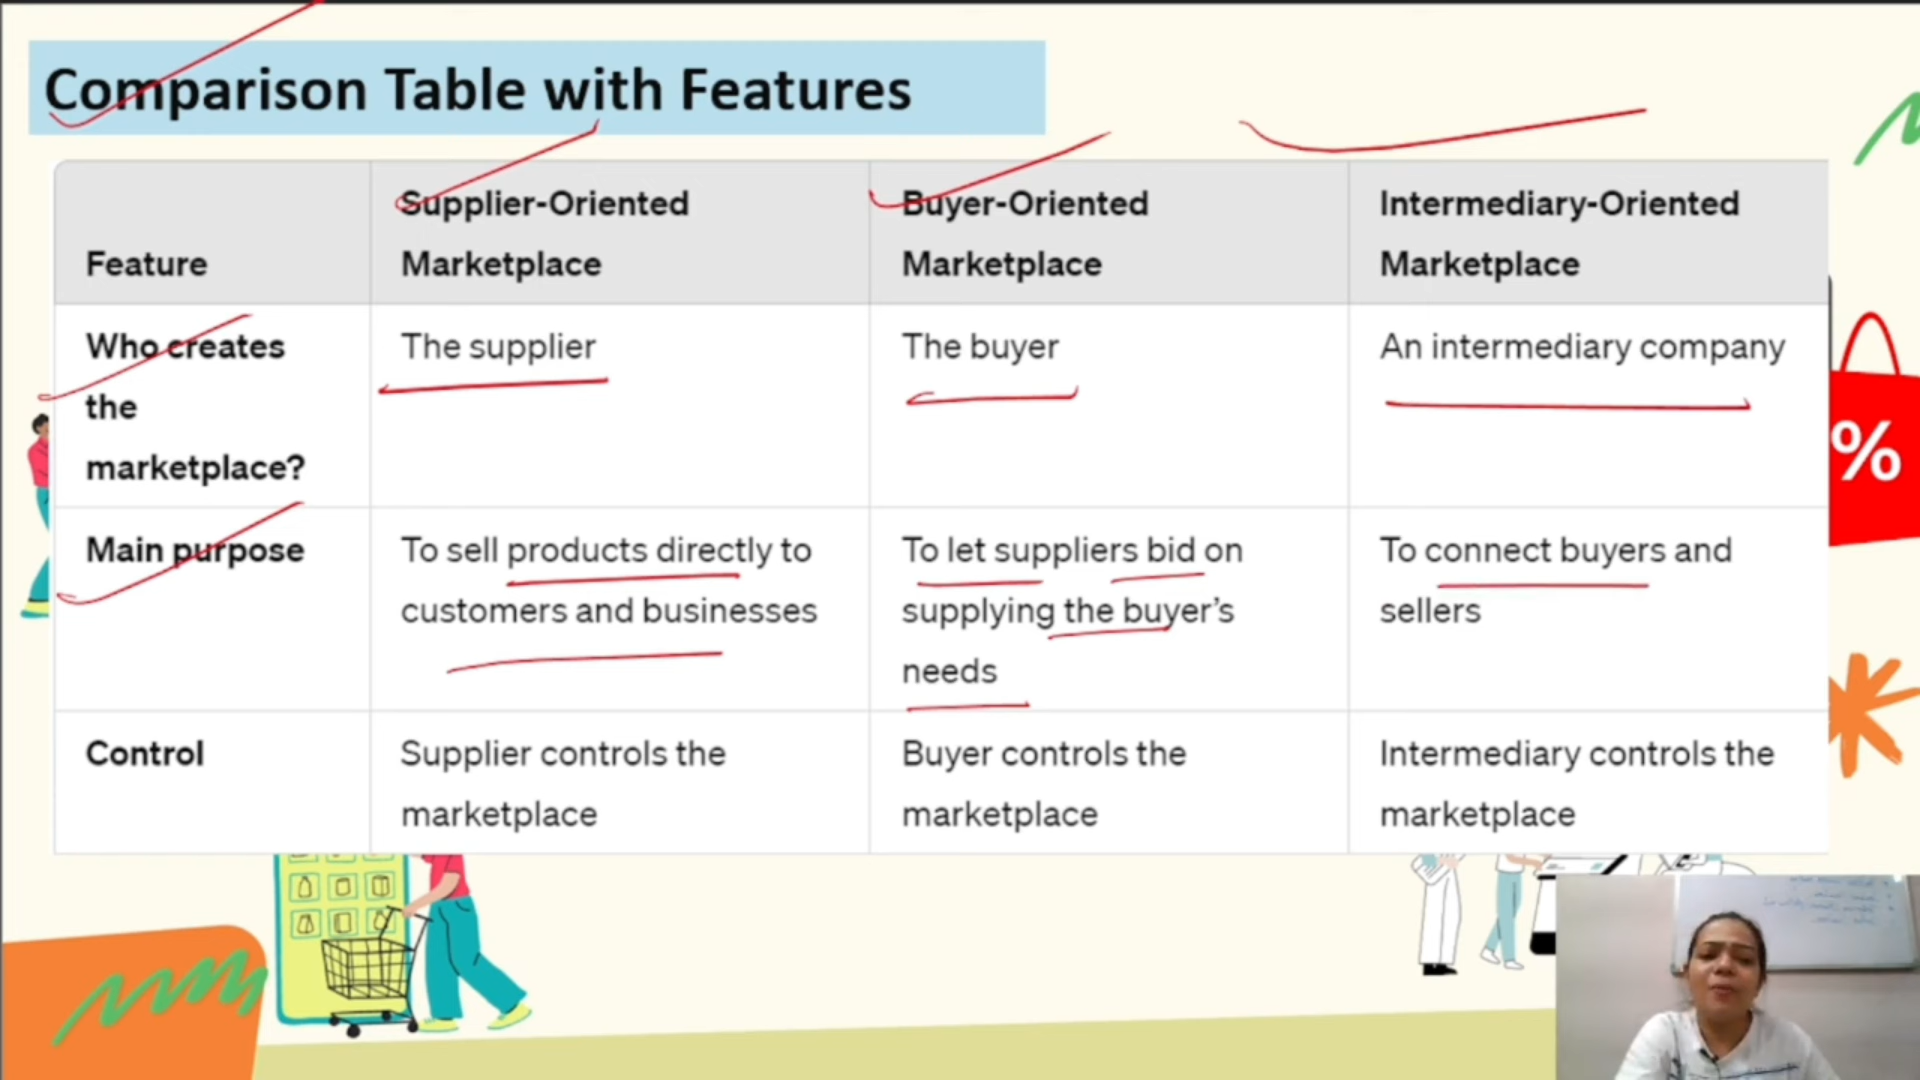 Comparison Table with Features
Feature
Supplier-Oriented
Marketplace
Buyer-Oriented
Marketplace
Intermediary-Oriented
Marketplace
Who creates
the
marketplace?
The supplier
The buyer
An intermediary company
Main purpose
To sell products directly to
customers and businesses
To let suppliers bid on
supplying the buyer’s
needs
To connect buyers and
sellers
Control
Supplier controls the
marketplace
Buyer controls the
marketplace
Intermediary controls the
marketplace
%